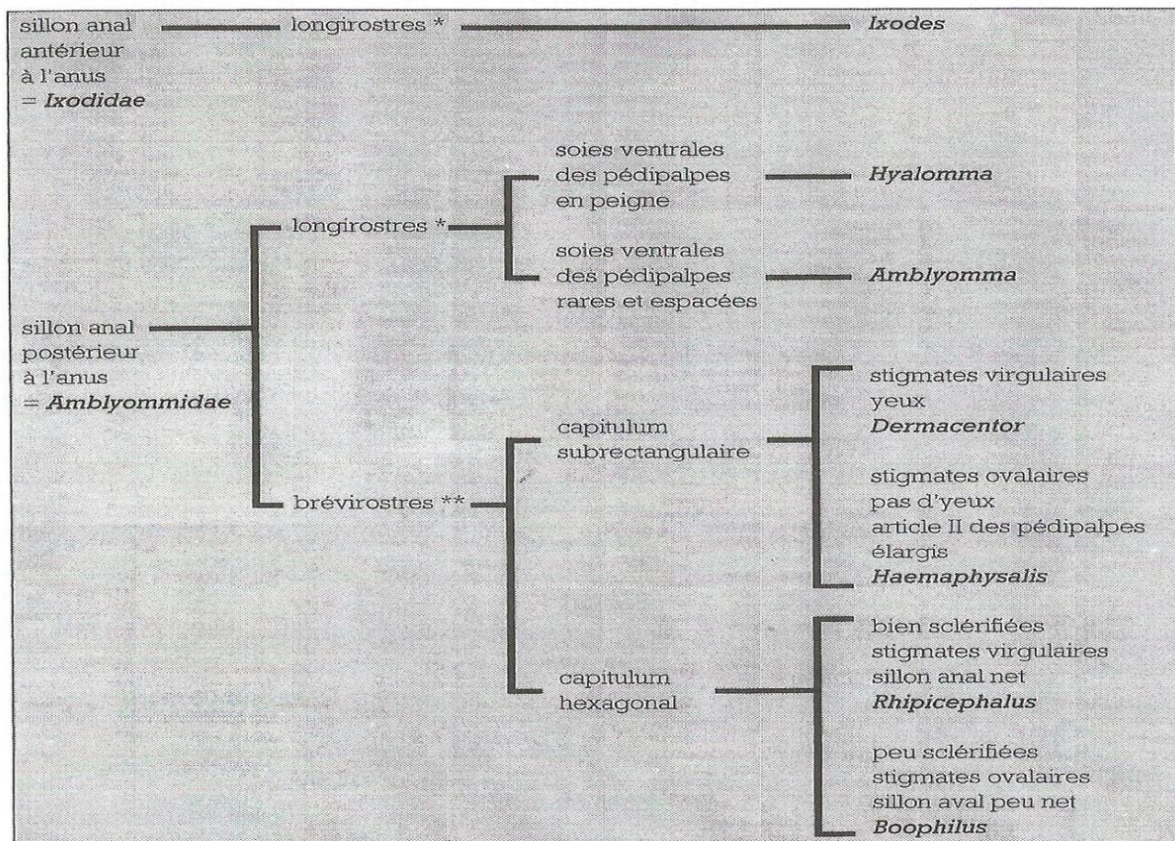 sillon anal
antérieur
à l'anus
= Ixodidae
longirostres *
Ixodes
sillon anal
postérieur
à l'anus
= Amblyommidae
longirostres *
soies ventrales
des pédipalpes
en peigne
Hyalomma
soies ventrales
des pédipalpes
rares et espacées
Amblyomma
brévirostres **
capitulum
subrectangulaire
stigmates virgulaires
yeux
Dermacentor
stigmates ovalaires
pas d'yeux
article II des pédipalpes
élargis
Haemaphysalis
capitulum
hexagonal
bien sclérifiées
stigmates virgulaires
sillon anal net
Rhipicephalus
peu sclérifiées
stigmates ovalaires
sillon aval peu net
Boophilus